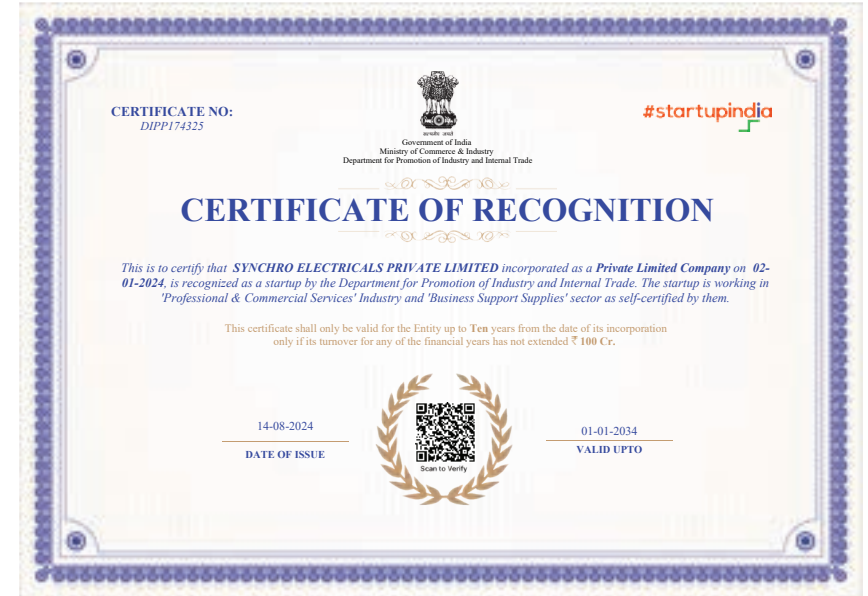 CERTIFICATE NO:
DIPP174325
#startupindia
सत्यमेव जयते
Government of India
Ministry of Commerce & Industry
Department for Promotion of Industry and Internal Trade
CERTIFICATE OF RECOGNITION
This is to certify that SYNCHRO ELECTRICALS PRIVATE LIMITED incorporated as a Private Limited Company on 02-
01-2024, is recognized as a startup by the Department for Promotion of Industry and Internal Trade. The startup is working in
'Professional & Commercial Services' Industry and 'Business Support Supplies' sector as self-certified by them.
This certificate shall only be valid for the Entity up to Ten years from the date of its incorporation
only if its turnover for any of the financial years has not extended ₹ 100 Cr.
14-08-2024
DATE OF ISSUE
Scan to Verify
01-01-2034
VALID UPTO